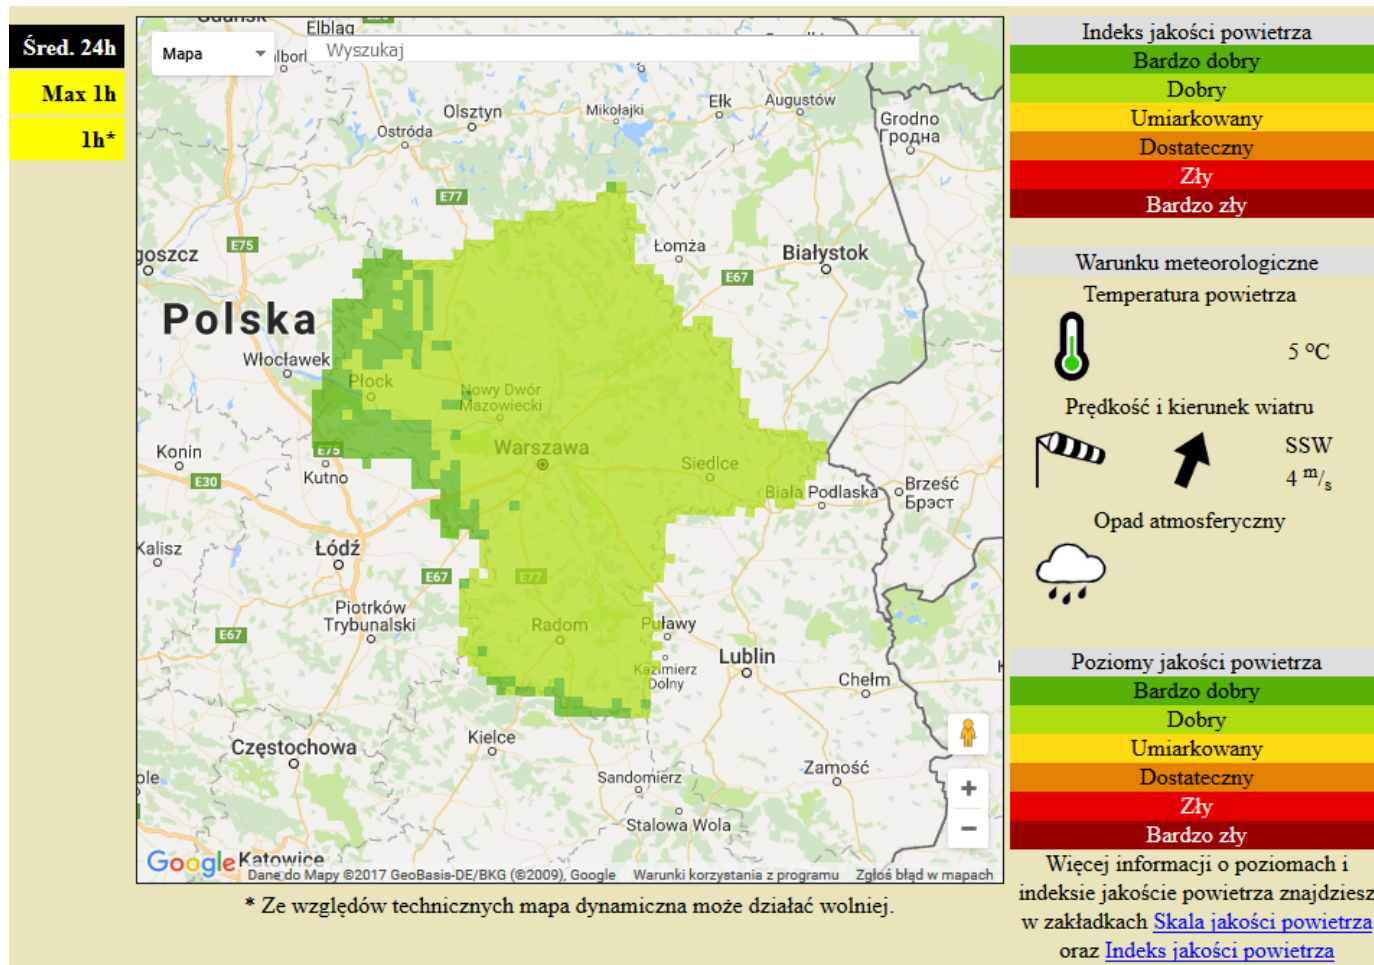 Śred. 24h
Max 1h
1h*
Mapa
Wyszukaj
Elbląg
Olsztyn
Mikołajki
Ełk
Augustów
Ostróda
Grodno
Гродна
E77
Łomża
Białystok
E75
E67
Polska
Włocławek
Płock
Nowy Dwór
Mazowiecki
Warszawa
Siedlce
Konin
E30
E75
Kutno
Biała Podlaska
Brześć
Брэст
Kalisz
Łódź
E67
E77
Piotrków
Trybunalski
E67
Radom
Puławy
Kazimierz
Dolny
Lublin
Chełm
Kielce
Częstochowa
Sandomierz
Zamość
Stalowa Wola
Katowice
Google
Dane do Mapy ©2017 GeoBasis-DE/BKG (©2009), Google
Warunki korzystania z programu
Zgłoś błąd w mapach
* Ze względów technicznych mapa dynamiczna może działać wolniej.
Indeks jakości powietrza
Bardzo dobry
Dobry
Umiarkowany
Dostateczny
Zły
Bardzo zły
Warunku meteorologiczne
Temperatura powietrza
5 °C
Prędkość i kierunek wiatru
SSW
4 m/s
Opad atmosferyczny
Poziomy jakości powietrza
Bardzo dobry
Dobry
Umiarkowany
Dostateczny
Zły
Bardzo zły
Więcej informacji o poziomach i
indeksie jakoście powietrza znajdziesz
w zakładkach Skala jakości powietrza
oraz Indeks jakości powietrza